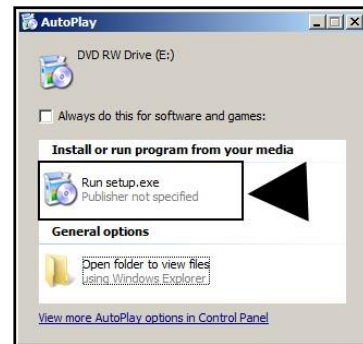 AutoPlay
DVD RW Drive (E:)
Always do this for software and games:
Install or run program from your media
Run setup.exe
Publisher not specified
General options
Open folder to view files
using Windows Explorer
View more AutoPlay options in Control Panel